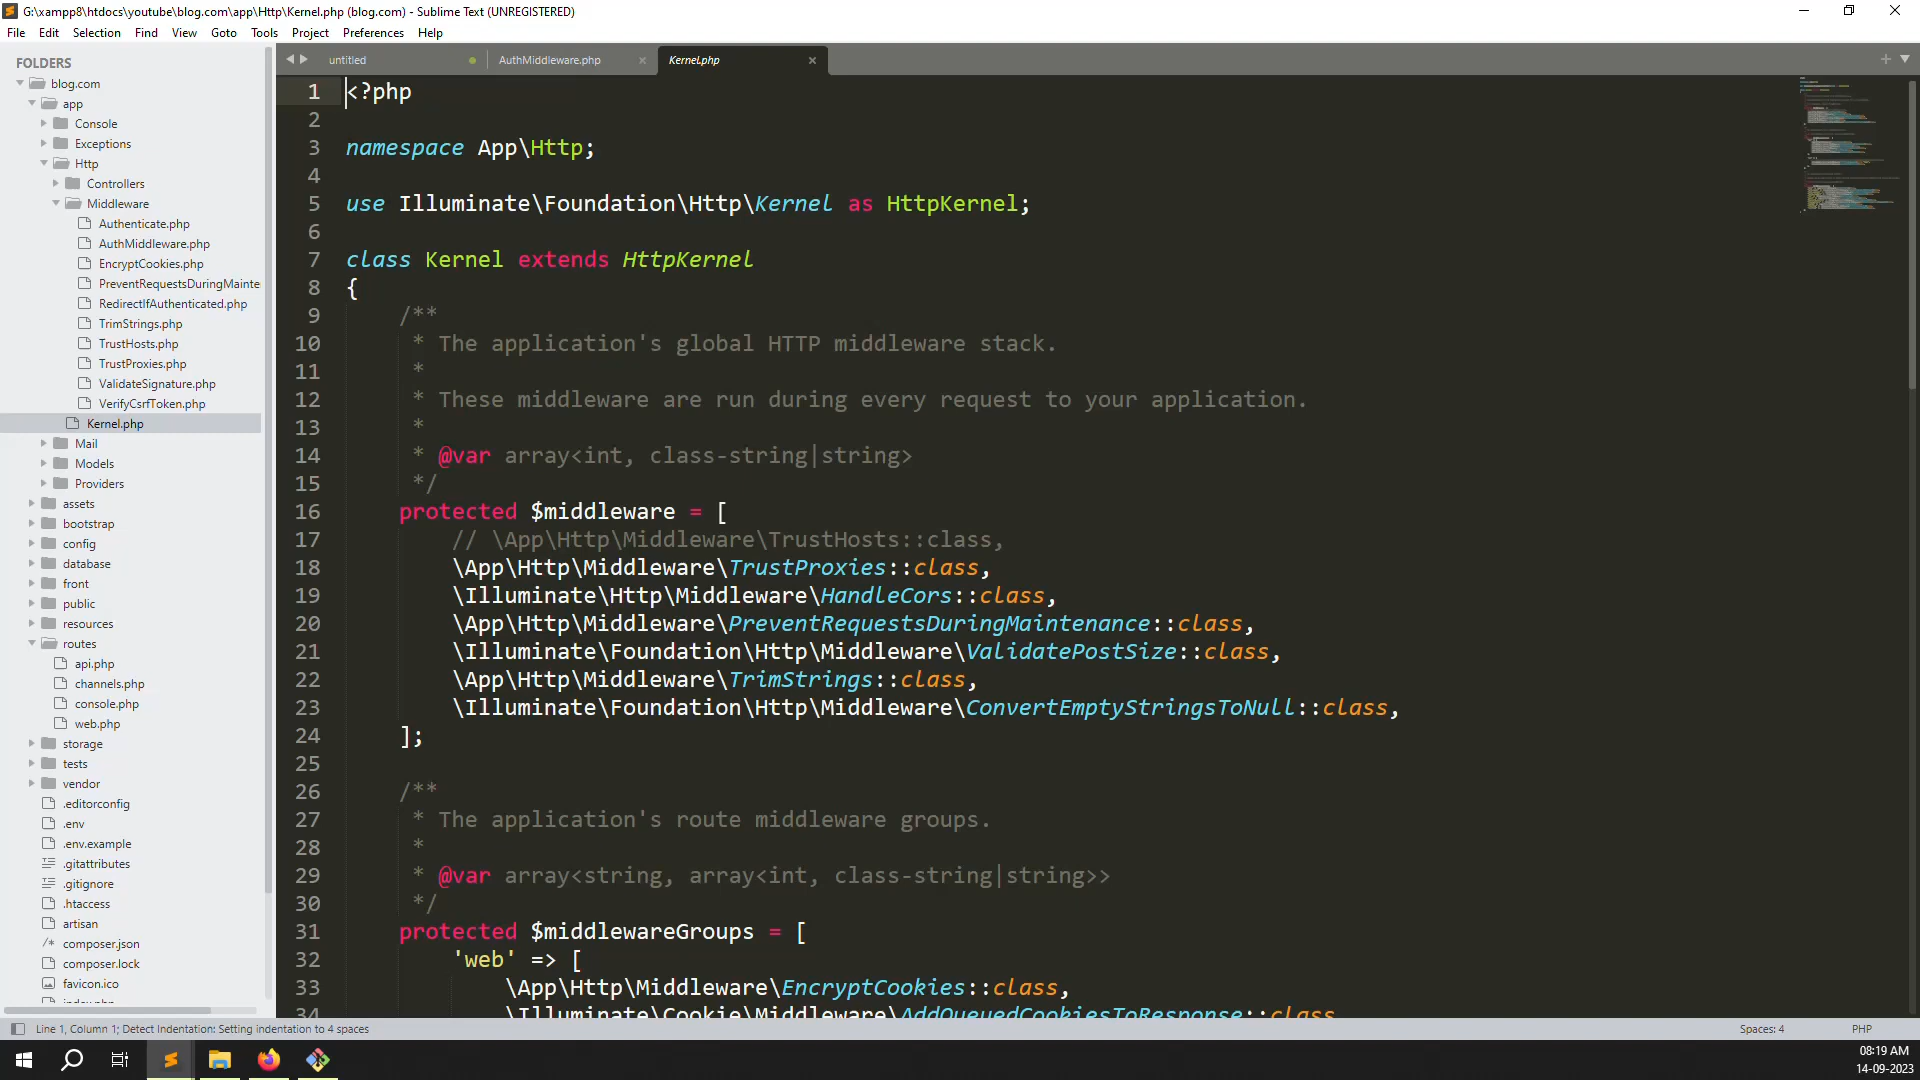 G:\xampp8\htdocs\youtube\blog.com\app\Http\Kernel.php (blog.com) - Sublime Text (UNREGISTERED)
File Edit Selection Find View Goto Tools Project Preferences Help
FOLDERS
blog.com
app
Console
Exceptions
Http
Controllers
Middleware
Authenticate.php
AuthMiddleware.php
EncryptCookies.php
PreventRequestsDuringMainte
RedirectIfAuthenticated.php
TrimStrings.php
TrustHosts.php
TrustProxies.php
ValidateSignature.php
VerifyCsrfToken.php
Kernel.php
Mail
Models
Providers
assets
bootstrap
config
database
front
public
resources
routes
api.php
channels.php
console.php
web.php
storage
tests
vendor
.editorconfig
.env
.env.example
.gitattributes
.gitignore
.htaccess
artisan
composer.json
composer.lock
favicon.ico
index.php
untitled AuthMiddleware.php Kernel.php
1 <?php
2
3 namespace App\Http;
4
5 use Illuminate\Foundation\Http\Kernel as HttpKernel;
6
7 class Kernel extends HttpKernel
8 {
9 /**
10 * The application's global HTTP middleware stack.
11 *
12 * These middleware are run during every request to your application.
13 *
14 * @var array<int, class-string|string>
15 */
16 protected $middleware = [
17 // \App\Http\Middleware\TrustHosts::class,
18 \App\Http\Middleware\TrustProxies::class,
19 \Illuminate\Http\Middleware\HandleCors::class,
20 \App\Http\Middleware\PreventRequestsDuringMaintenance::class,
21 \Illuminate\Foundation\Http\Middleware\ValidatePostSize::class,
22 \App\Http\Middleware\TrimStrings::class,
23 \Illuminate\Foundation\Http\Middleware\ConvertEmptyStringsToNull::class,
24 ];
25
26 /**
27 * The application's route middleware groups.
28 *
29 * @var array<string, array<int, class-string|string>>
30 */
31 protected $middlewareGroups = [
32 'web' => [
33 \App\Http\Middleware\EncryptCookies::class,
34 \Illuminate\Cookie\Middleware\AddQueuedCookiesToResponse::class
Line 1, Column 1; Detect Indentation: Setting indentation to 4 spaces
Spaces: 4 PHP
08:19 AM
14-09-2023